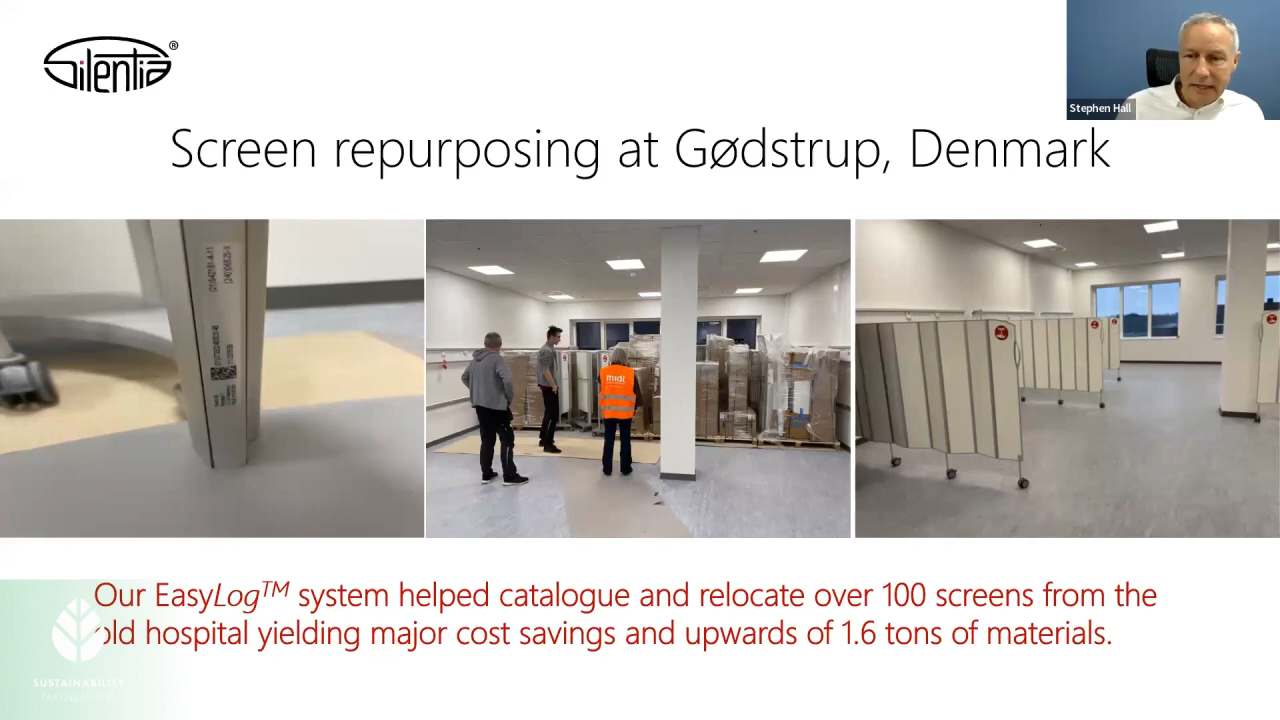 Silentia®
Stephen Hall
Screen repurposing at Gødstrup, Denmark
midt
Our EasyLog™ system helped catalogue and relocate over 100 screens from the
old hospital yielding major cost savings and upwards of 1.6 tons of materials.
SUSTAINABILITY